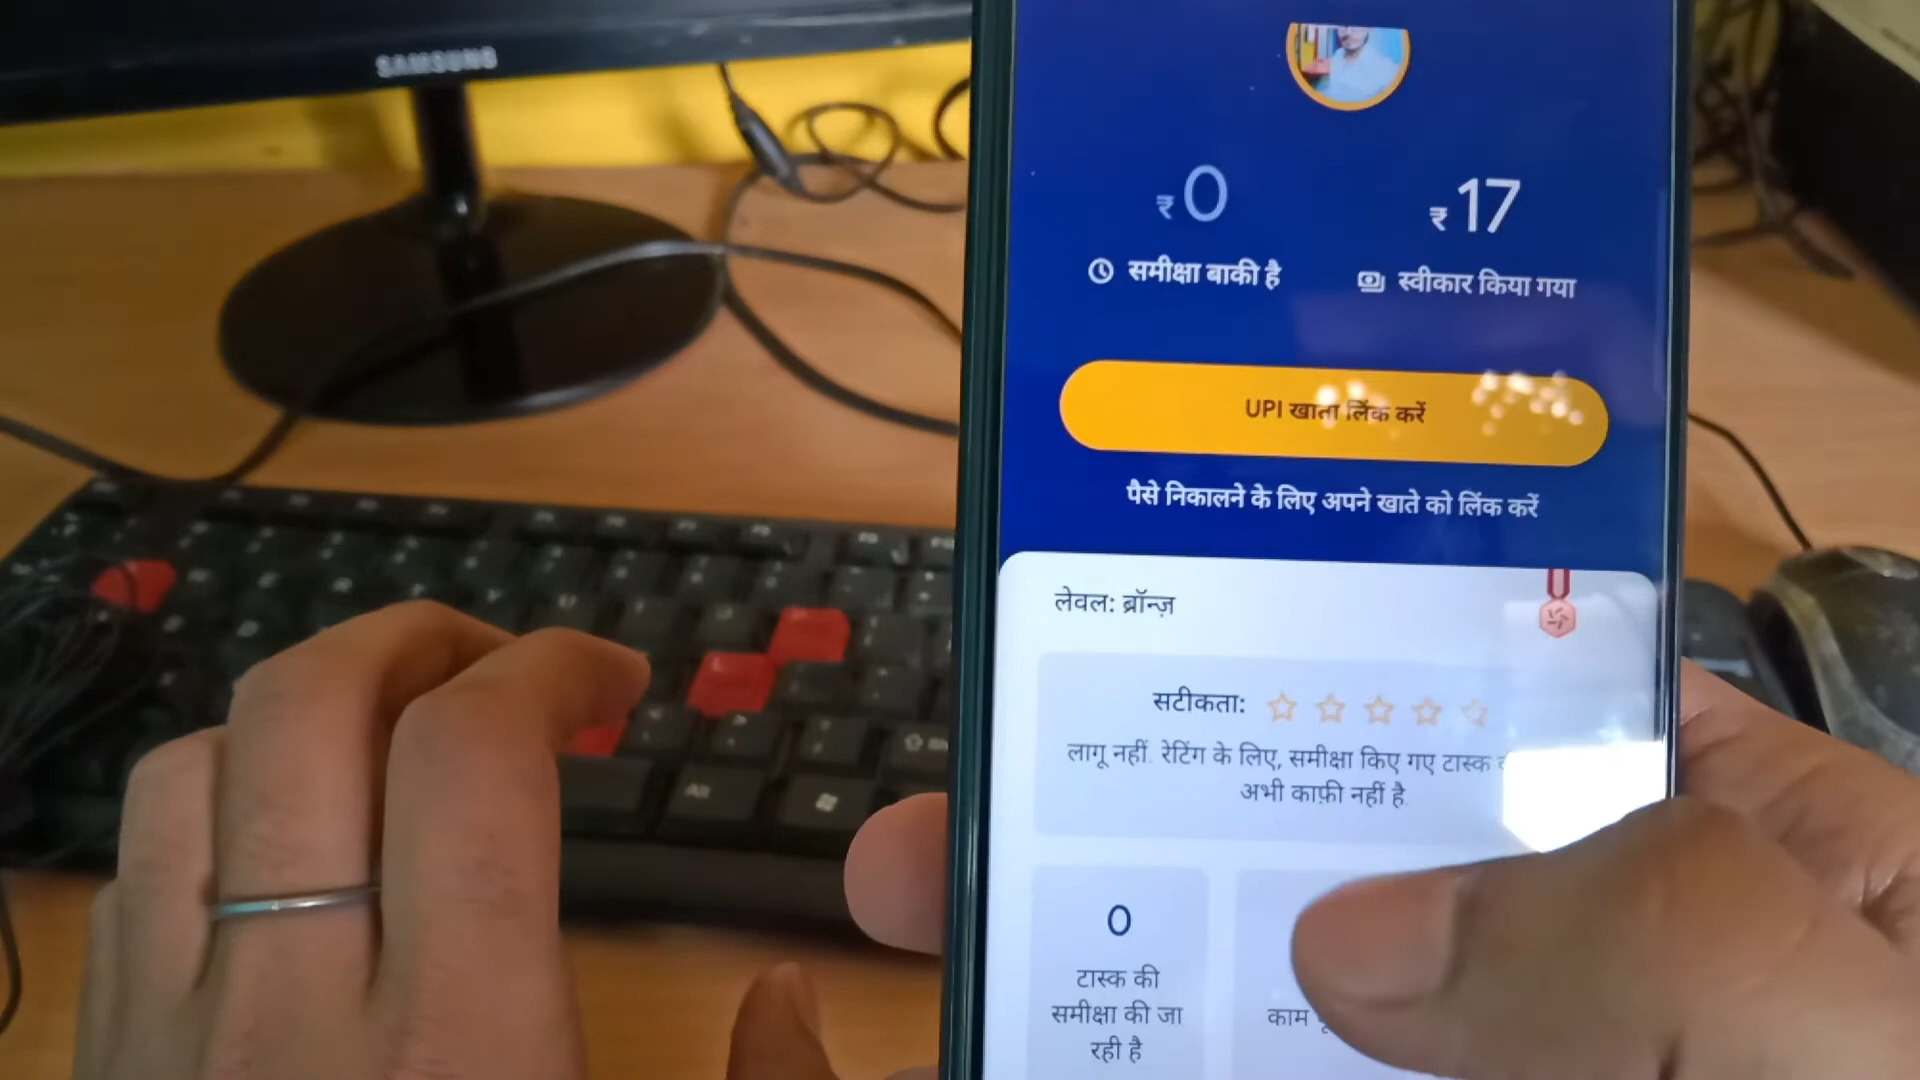 SAMSUNG
₹0
₹17
समीक्षा बाकी है
स्वीकार किया गया
UPI खाता लिंक करें
पैसे निकालने के लिए अपने खाते को लिंक करें
लेवल: ब्रॉन्ज़
सटीकता:
लागू नहीं. रेटिंग के लिए, समीक्षा किए गए टास्क
अभी काफ़ी नहीं है
0
टास्क की
समीक्षा की जा
रही है
काम
Alt